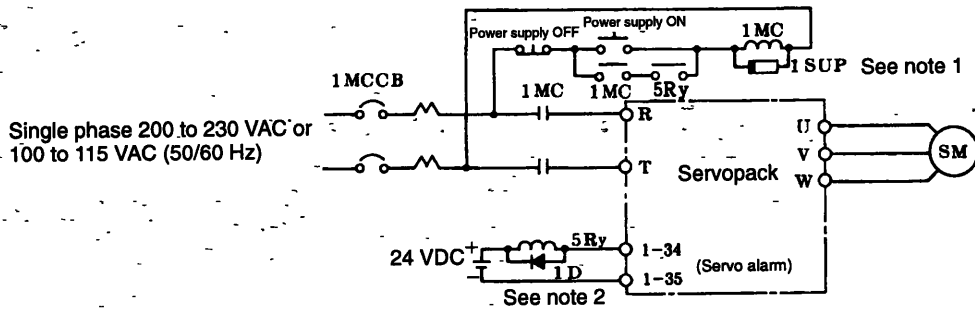 Power supply OFF
Power supply ON
1MC
1SUP See note 1
1MCCB
1MC
1MC
5Ry
Single phase 200 to 230 VAC or
100 to 115 VAC (50/60 Hz)
R
T
Servopack
U
V
W
SM
24 VDC
+
−
5Ry
1D
See note 2
1-34
(Servo alarm)
1-35